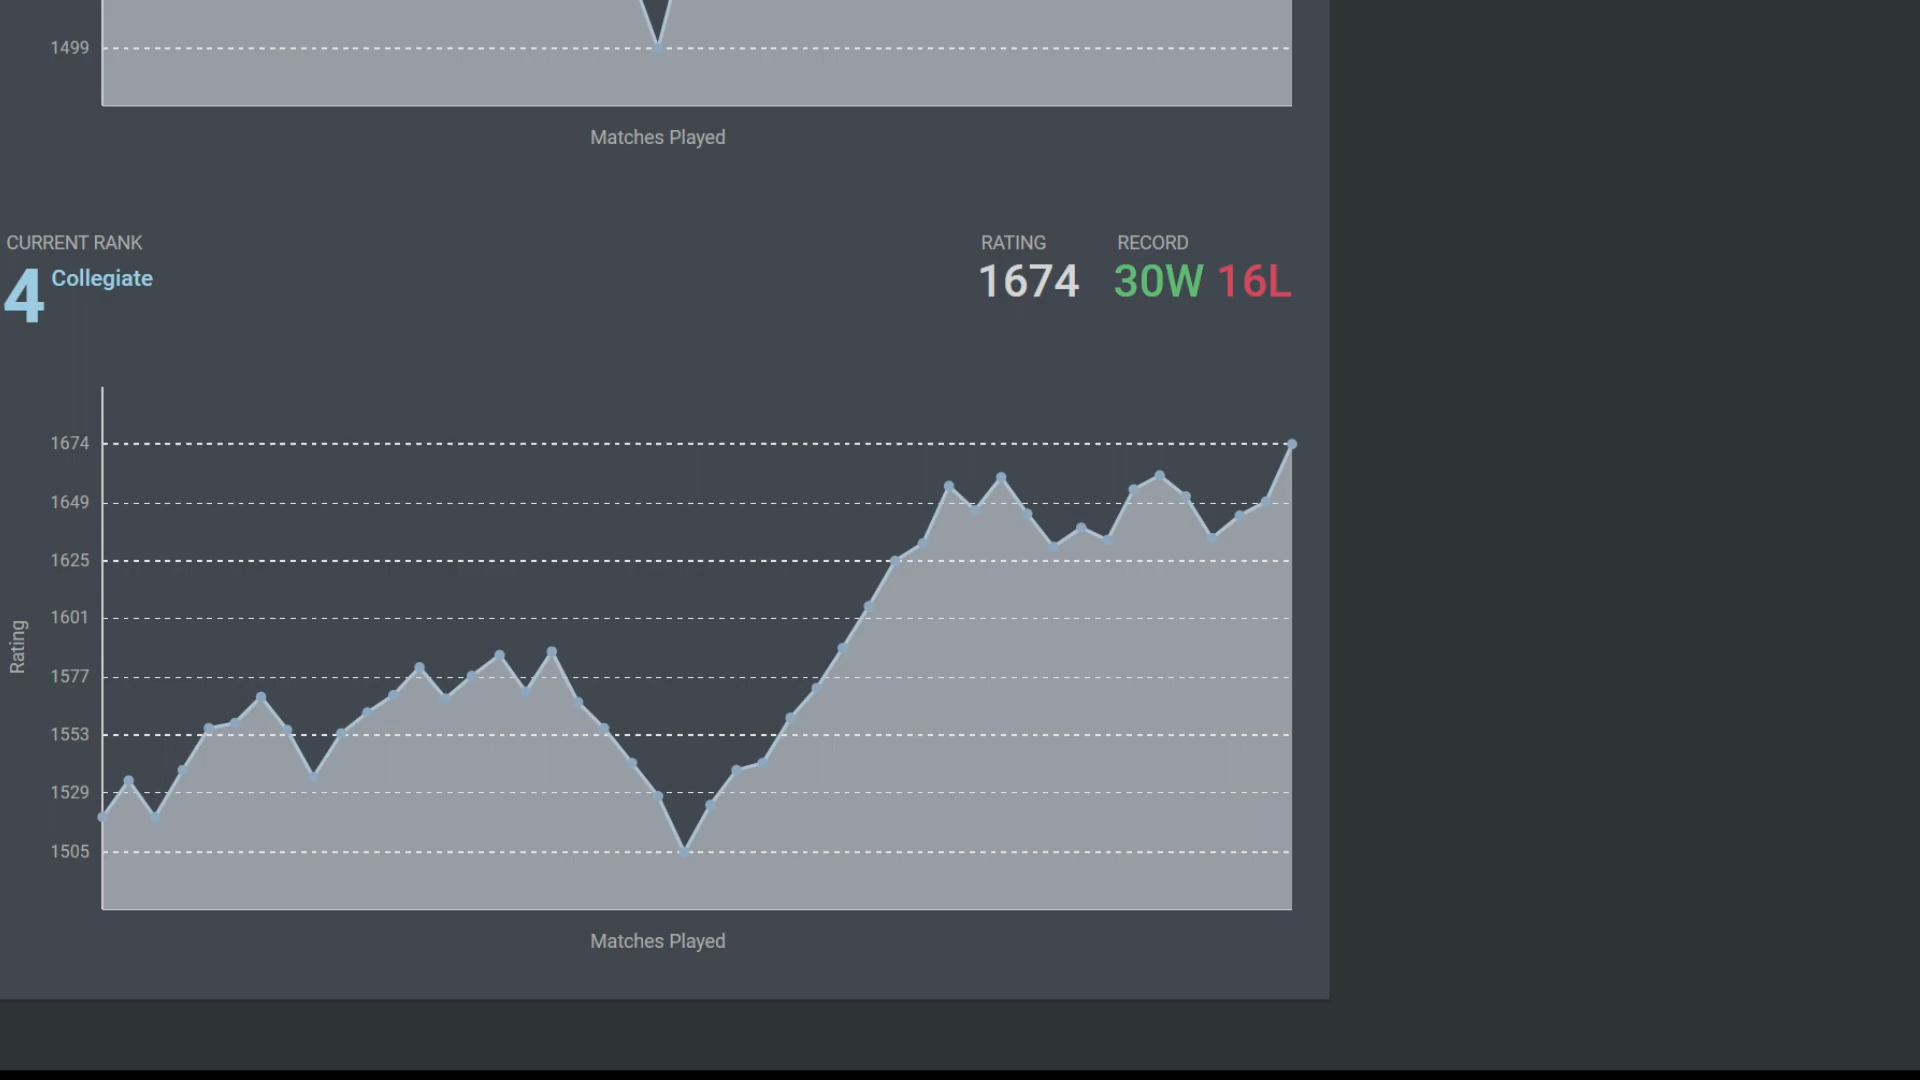 1499
Matches Played
CURRENT RANK
4 Collegiate
RATING
1674
RECORD
30W 16L
1674
1649
1625
1601
1577
1553
1529
1505
Rating
Matches Played